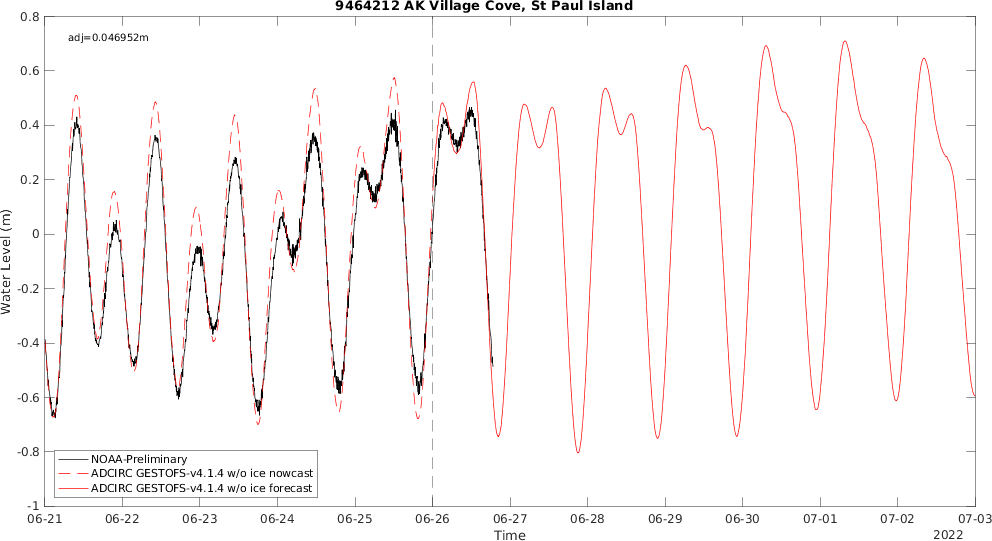 9464212 AK Village Cove, St Paul Island
adj=0.046952m
0.8
0.6
0.4
0.2
0
-0.2
-0.4
-0.6
-0.8
-1
Water Level (m)
NOAA-Preliminary
ADCIRC GESTOFS-v4.1.4 w/o ice nowcast
ADCIRC GESTOFS-v4.1.4 w/o ice forecast
06-21 06-22 06-23 06-24 06-25 06-26 06-27 06-28 06-29 06-30 07-01 07-02 07-03
Time
2022